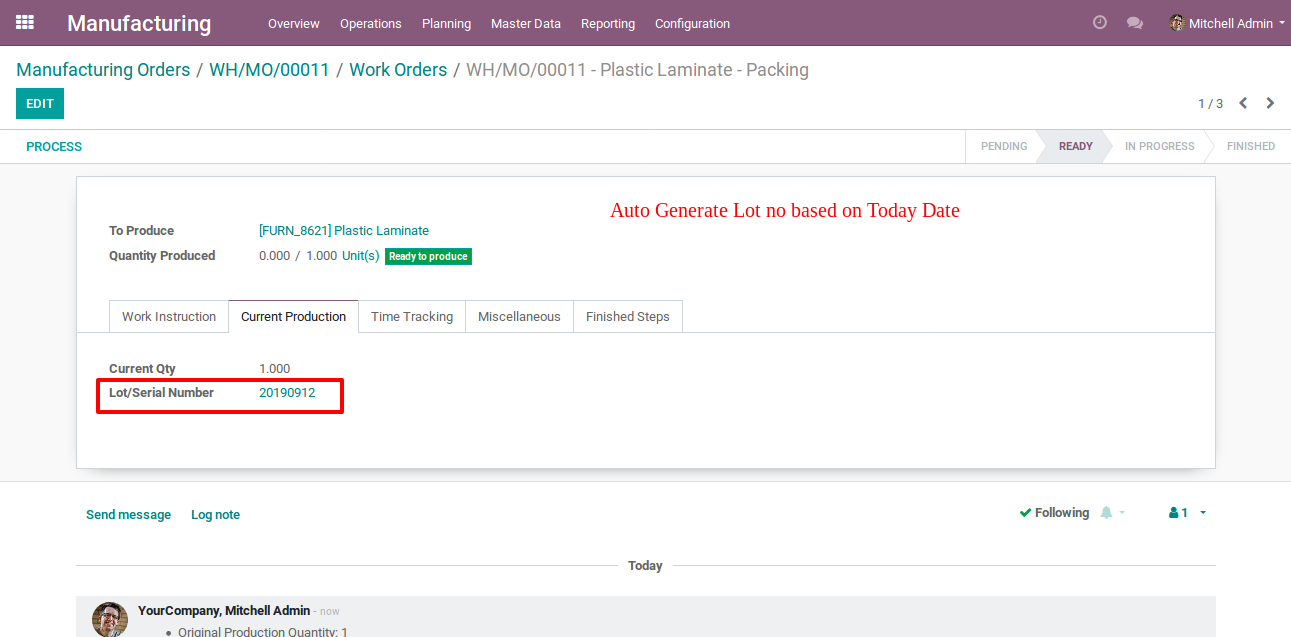 Manufacturing Overview Operations Planning Master Data Reporting Configuration Mitchell Admin
Manufacturing Orders / WH/MO/00011 / Work Orders / WH/MO/00011 - Plastic Laminate - Packing
EDIT 1 / 3
PROCESS PENDING READY IN PROGRESS FINISHED
Auto Generate Lot no based on Today Date
To Produce [FURN_8621] Plastic Laminate
Quantity Produced 0.000 / 1.000 Unit(s) Ready to produce
Work Instruction Current Production Time Tracking Miscellaneous Finished Steps
Current Qty 1.000
Lot/Serial Number 20190912
Send message Log note Following 1
Today
YourCompany, Mitchell Admin - now
• Original Production Quantity: 1